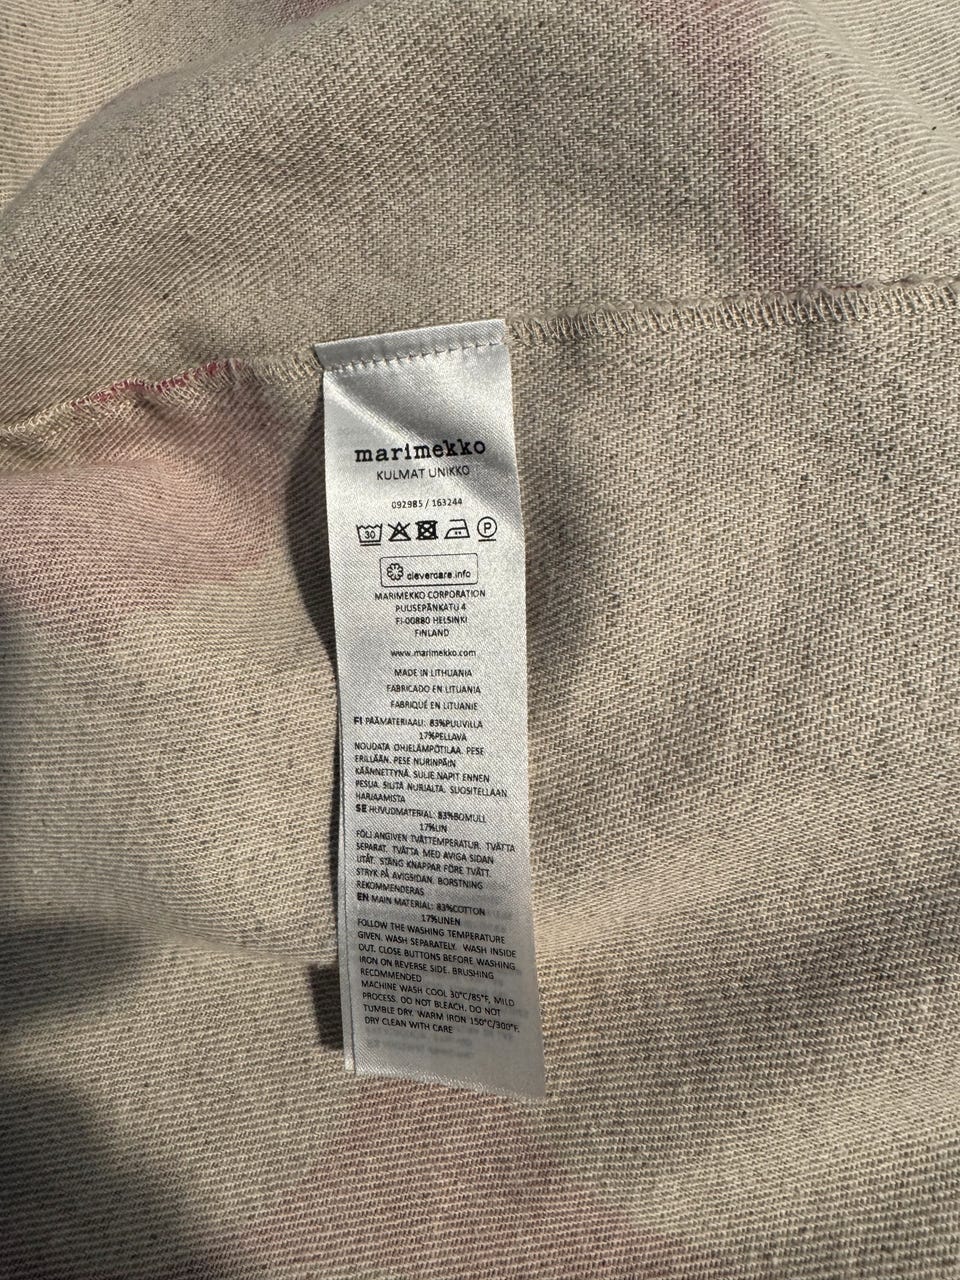 marimekko
KULMAT UNIKKO
092985 / 163244
30 P
clevercare.info
MARIMEKKO CORPORATION
PUUSEPÄNKATU 4
FI-00880 HELSINKI
FINLAND
www.marimekko.com
MADE IN LITHUANIA
FABRICADO EN LITUANIA
FABRIQUÉ EN LITUANIE
FI PÄÄMATERIAALI: 83%PUUVILLA
17%PELLAVA
NOUDATA OHJELÄMPÖTILAA. PESE
ERILLÄÄN. PESE NURINPÄIN
KÄÄNNETTYNÄ. SULJE NAPIT ENNEN
PESUA. SILITÄ NURJALTA. SUOSITELLAAN
HARJAAMISTA
SE HUVUDMATERIAL: 83%BOMULL
17%LIN
FÖLJ ANGIVEN TVÄTTEMPERATUR. TVÄTTA
SEPARAT. TVÄTTA MED AVIGA SIDAN
UTÅT. STÄNG KNAPPAR FÖRE TVÄTT.
STRYK PÅ AVIGSIDAN. BORSTNING
REKOMMENDERAS
EN MAIN MATERIAL: 83%COTTON
17%LINEN
FOLLOW THE WASHING TEMPERATURE
GIVEN. WASH SEPARATELY. WASH INSIDE
OUT. CLOSE BUTTONS BEFORE WASHING.
IRON ON REVERSE SIDE. BRUSHING
RECOMMENDED
MACHINE WASH COOL 30°C/85°F, MILD
PROCESS. DO NOT BLEACH. DO NOT
TUMBLE DRY. WARM IRON 150°C/300°F.
DRY CLEAN WITH CARE